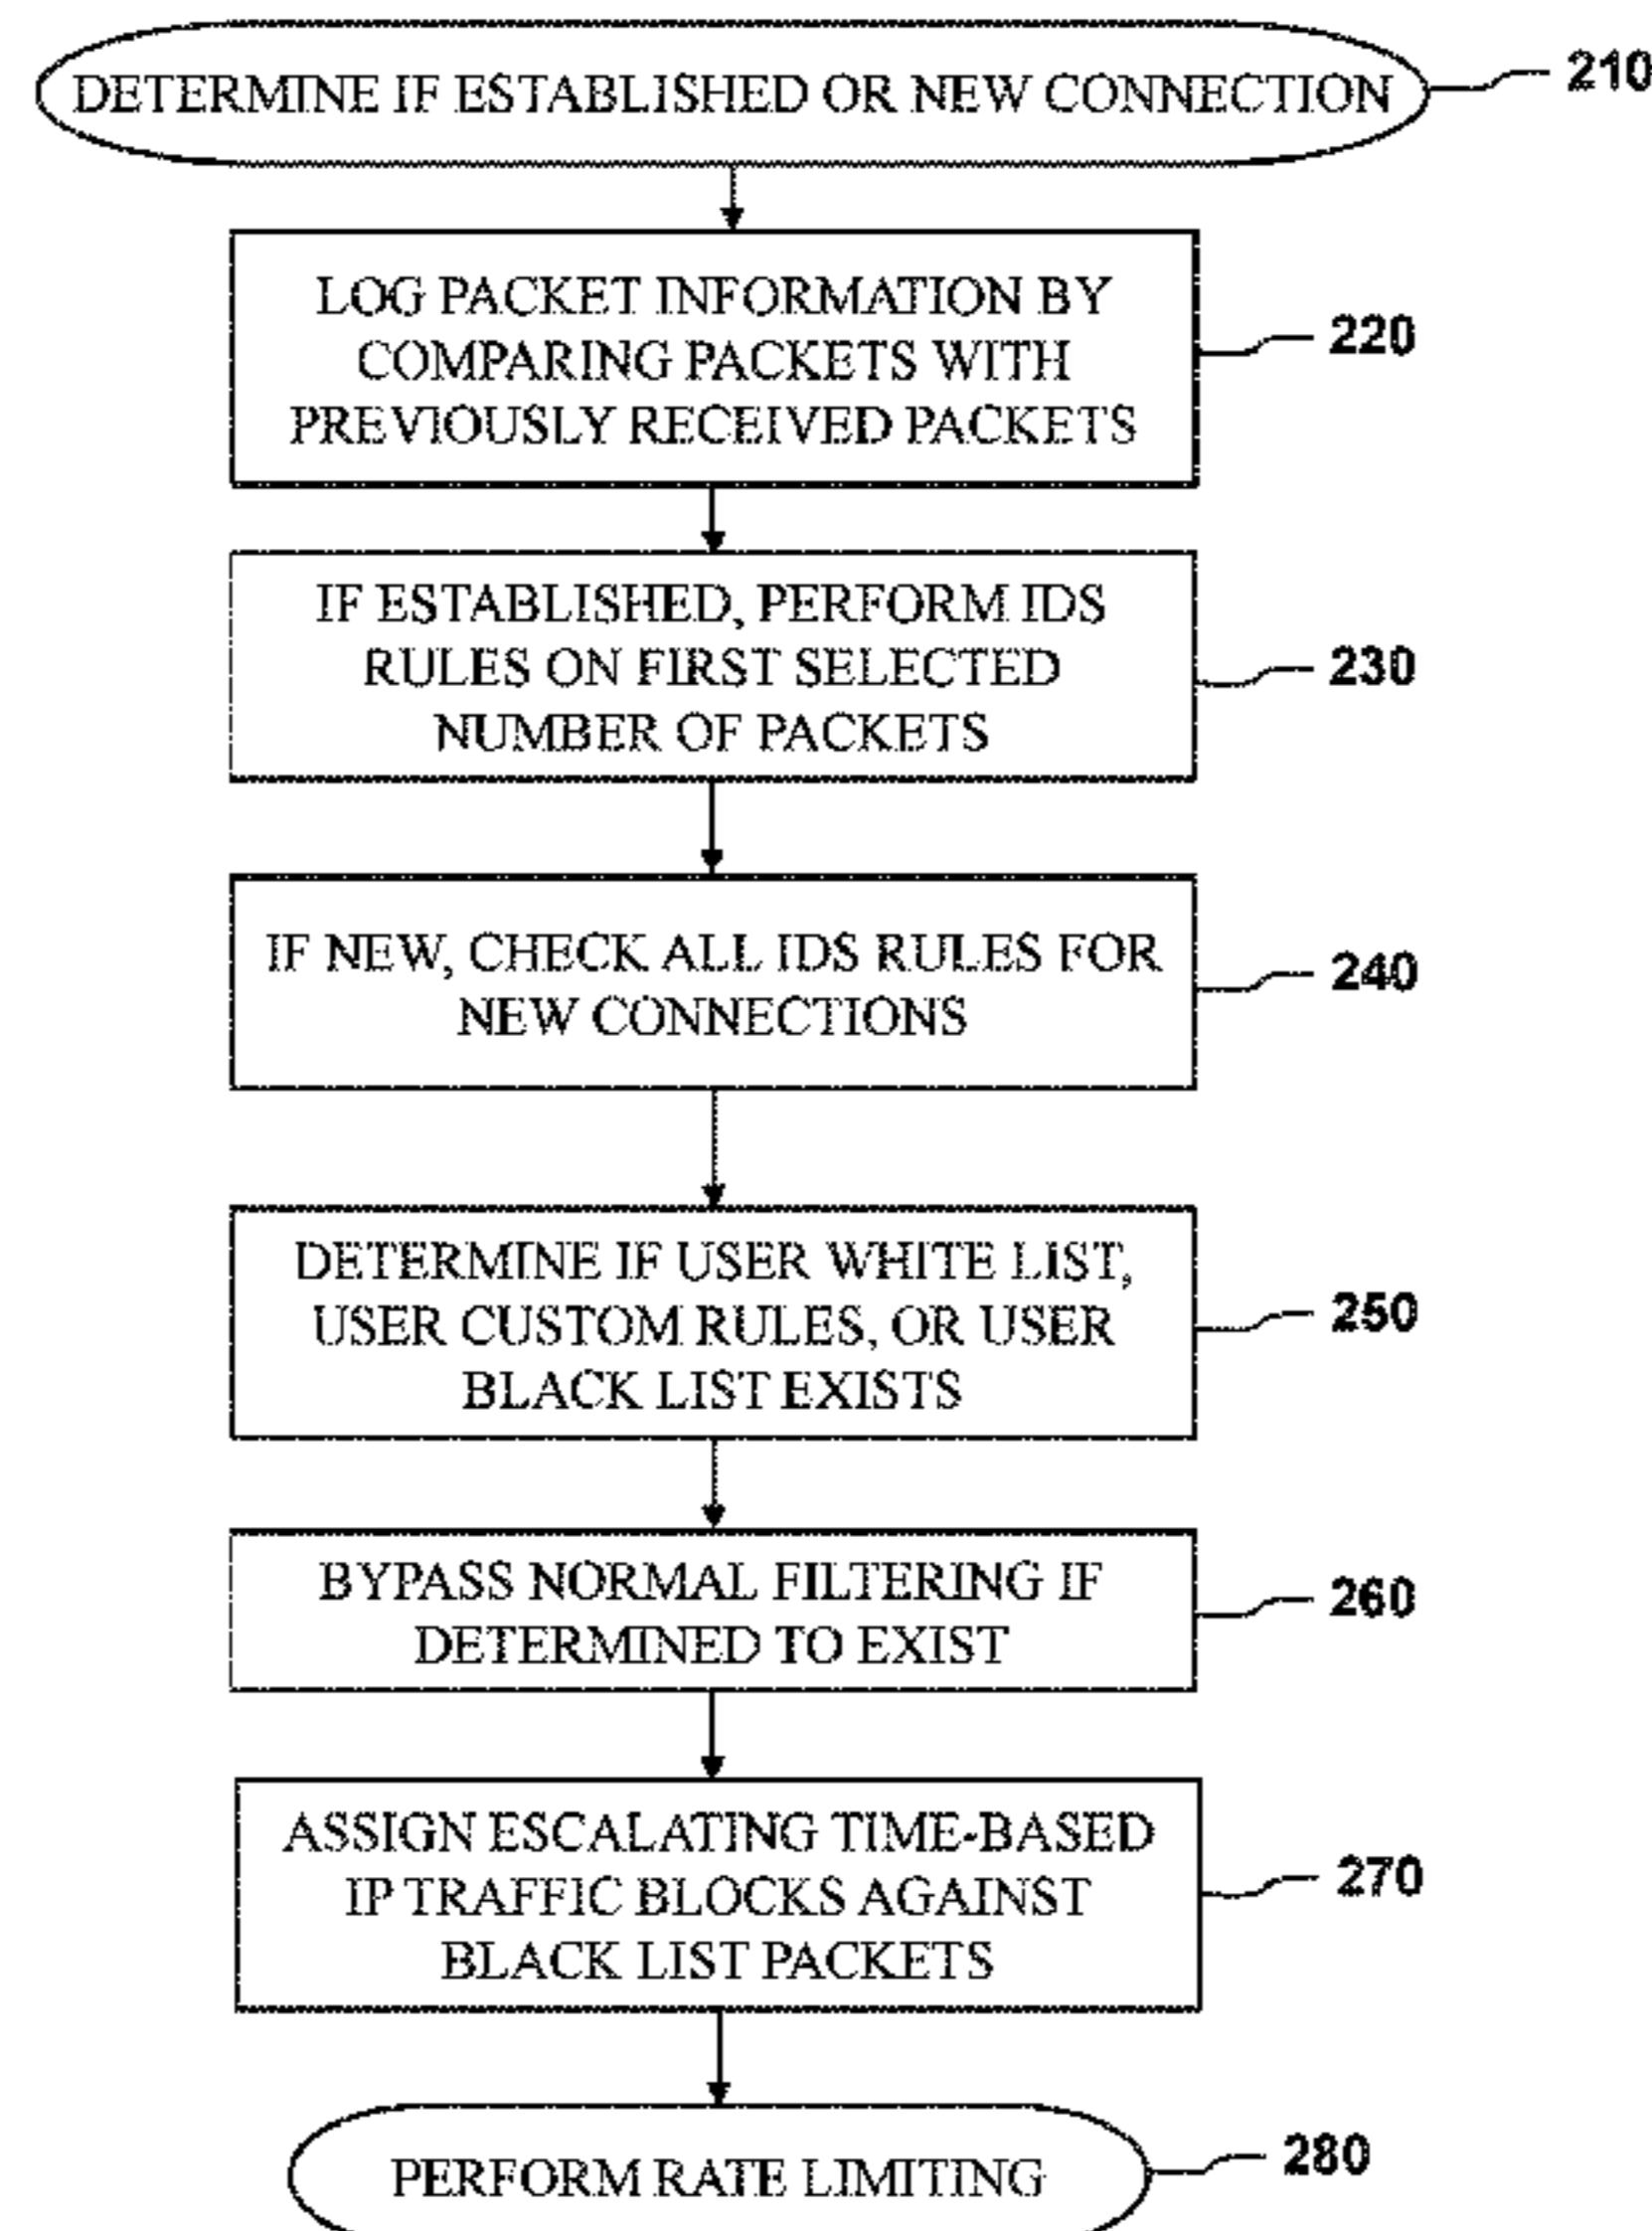 DETERMINE IF ESTABLISHED OR NEW CONNECTION
210
LOG PACKET INFORMATION BY
COMPARING PACKETS WITH
PREVIOUSLY RECEIVED PACKETS
220
IF ESTABLISHED, PERFORM IDS
RULES ON FIRST SELECTED
NUMBER OF PACKETS
230
IF NEW, CHECK ALL IDS RULES FOR
NEW CONNECTIONS
240
DETERMINE IF USER WHITE LIST,
USER CUSTOM RULES, OR USER
BLACK LIST EXISTS
250
BYPASS NORMAL FILTERING IF
DETERMINED TO EXIST
260
ASSIGN ESCALATING TIME-BASED
IP TRAFFIC BLOCKS AGAINST
BLACK LIST PACKETS
270
PERFORM RATE LIMITING
280